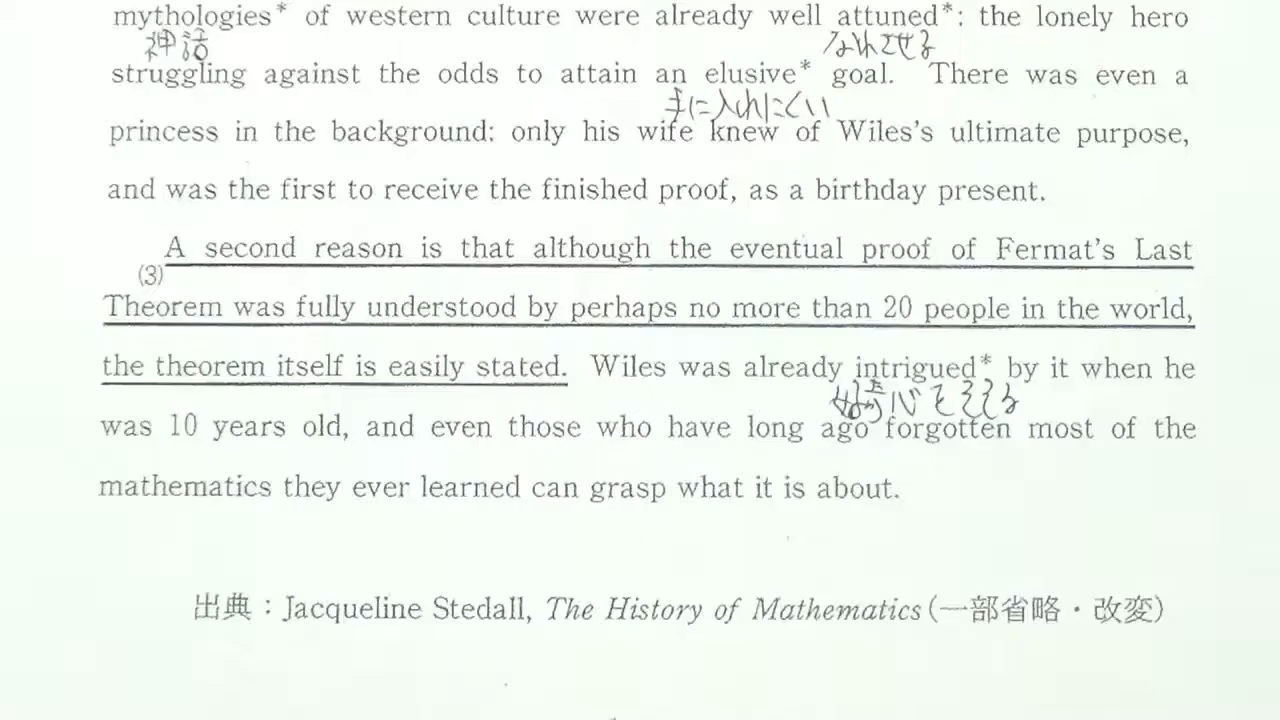 mythologies* of western culture were already well attuned*: the lonely hero
神話 なれさせる
struggling against the odds to attain an elusive* goal. There was even a
手に入れにくい
princess in the background: only his wife knew of Wiles's ultimate purpose,
and was the first to receive the finished proof, as a birthday present.
A second reason is that although the eventual proof of Fermat's Last
(3)
Theorem was fully understood by perhaps no more than 20 people in the world,
the theorem itself is easily stated. Wiles was already intrigued* by it when he
好奇心をそそる
was 10 years old, and even those who have long ago forgotten most of the
mathematics they ever learned can grasp what it is about.
出典:Jacqueline Stedall, The History of Mathematics(一部省略・改変)